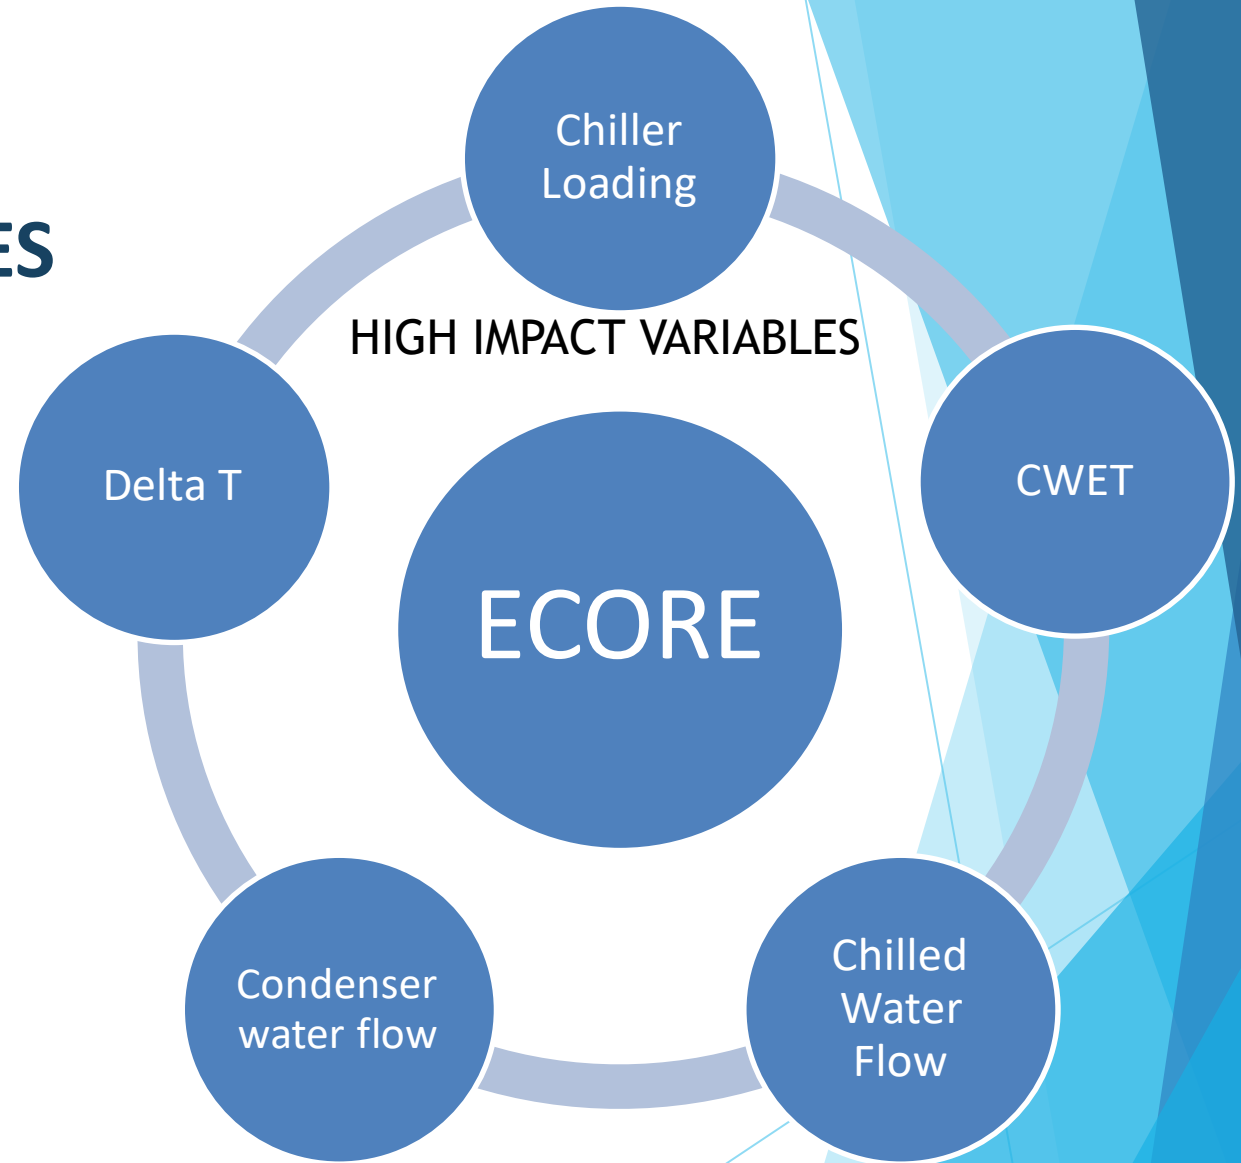 Chiller
Loading
ES
HIGH IMPACT VARIABLES
Delta T
CWET
ECORE
Condenser
water flow
Chilled
Water
Flow